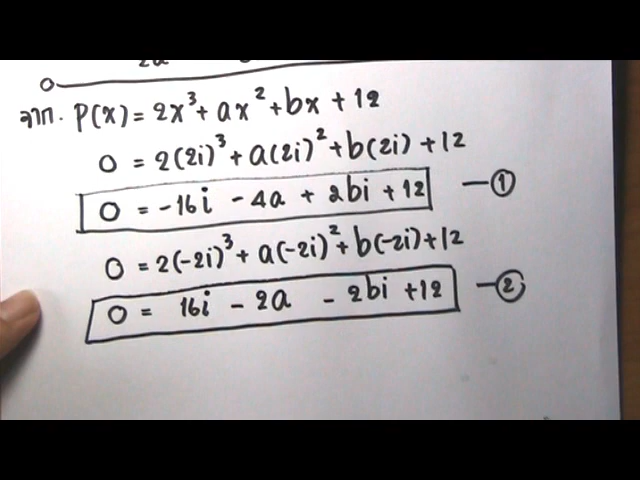 2a
จาก. P(x) = 2x³ + ax² + bx + 12
0 = 2(2i)³ + a(2i)² + b(2i) + 12
0 = -16i - 4a + 2bi + 12 — ①
0 = 2(-2i)³ + a(-2i)² + b(-2i) + 12
0 = 16i - 2a - 2bi + 12 — ②